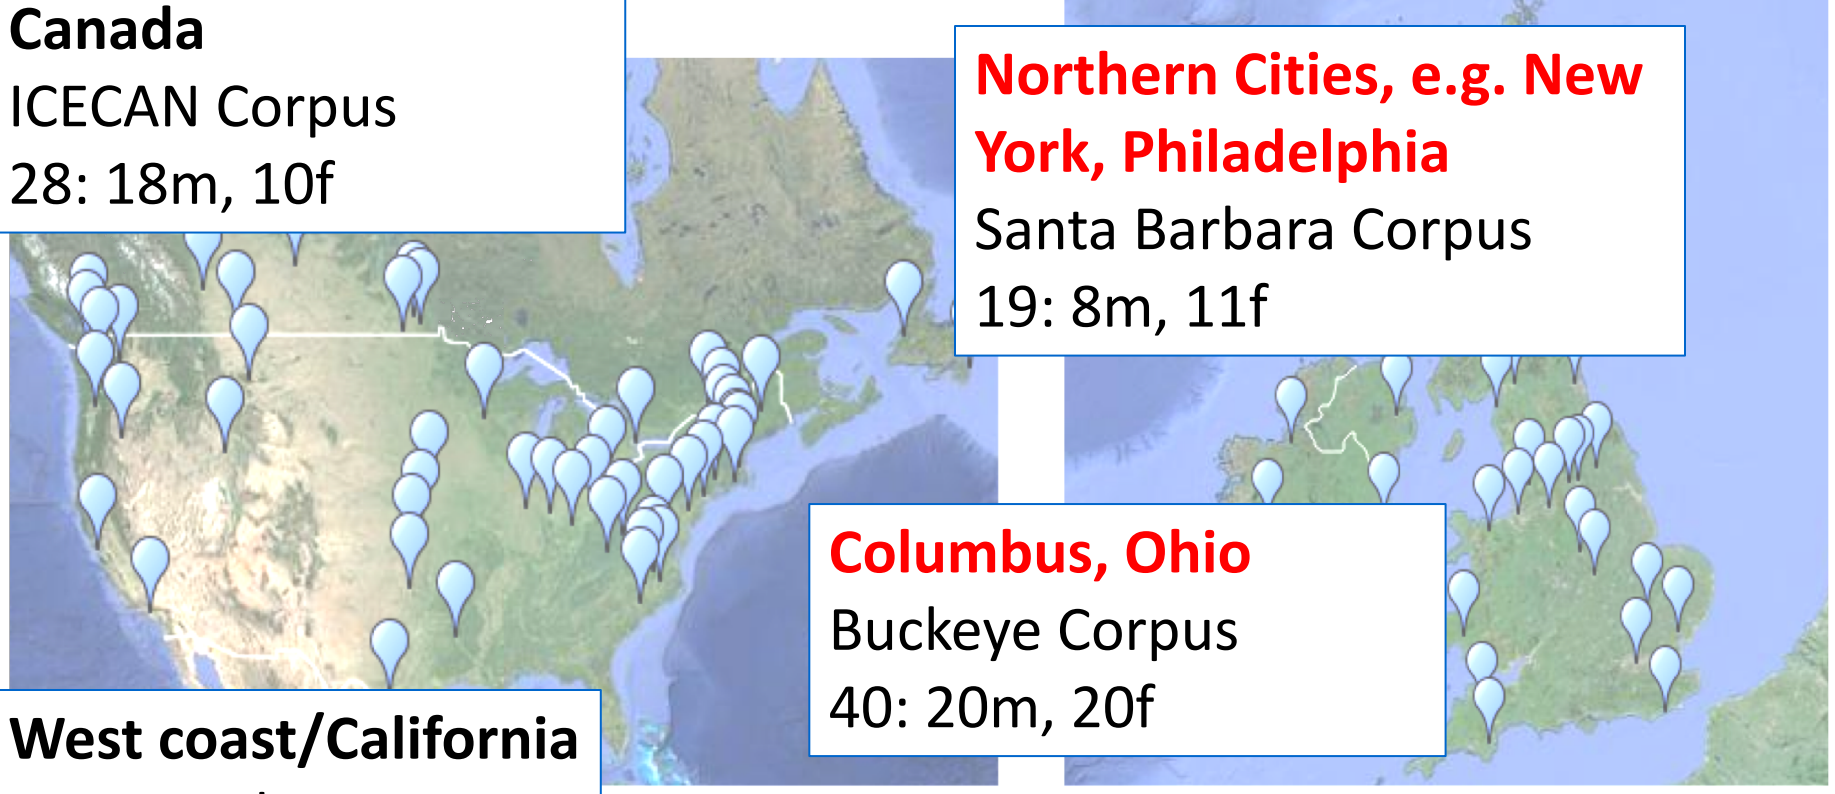 Canada
ICECAN Corpus
28: 18m, 10f
Northern Cities, e.g. New
York, Philadelphia
Santa Barbara Corpus
19: 8m, 11f
Columbus, Ohio
Buckeye Corpus
40: 20m, 20f
West coast/California